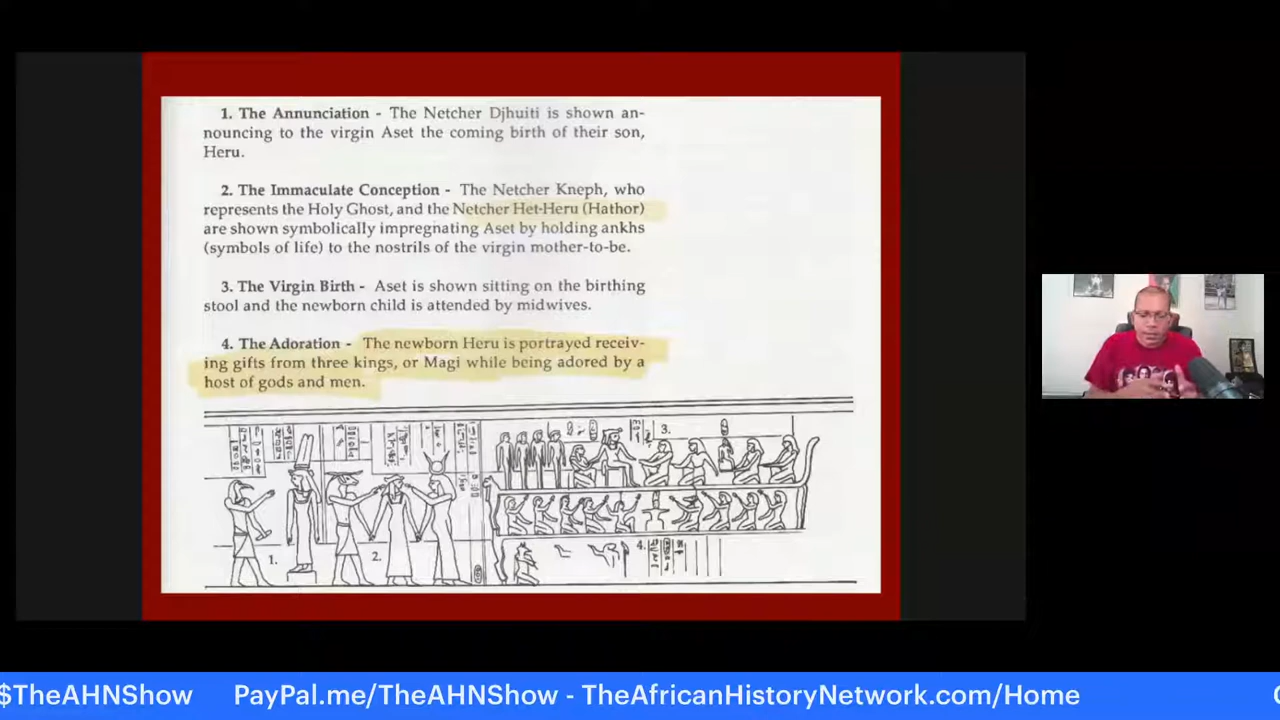 1. The Annunciation - The Netcher Djhuiti is shown an-
nouncing to the virgin Aset the coming birth of their son,
Heru.
2. The Immaculate Conception - The Netcher Kneph, who
represents the Holy Ghost, and the Netcher Het-Heru (Hathor)
are shown symbolically impregnating Aset by holding ankhs
(symbols of life) to the nostrils of the virgin mother-to-be.
3. The Virgin Birth - Aset is shown sitting on the birthing
stool and the newborn child is attended by midwives.
4. The Adoration - The newborn Heru is portrayed receiv-
ing gifts from three kings, or Magi while being adored by a
host of gods and men.
3.
1.
2.
4.
$TheAHNShow PayPal.me/TheAHNShow - TheAfricanHistoryNetwork.com/Home